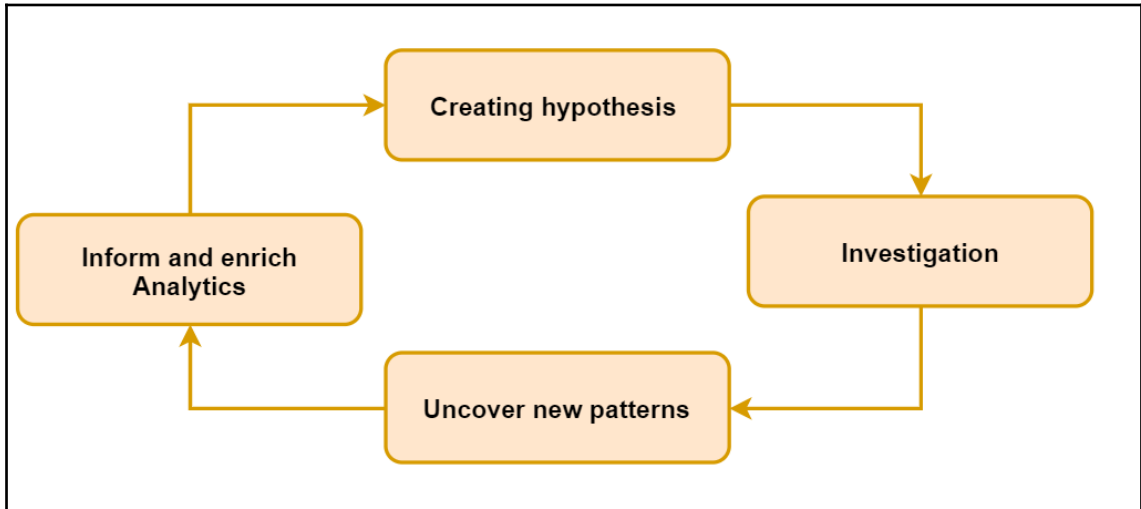 Creating hypothesis
Investigation
Inform and enrich
Analytics
Uncover new patterns